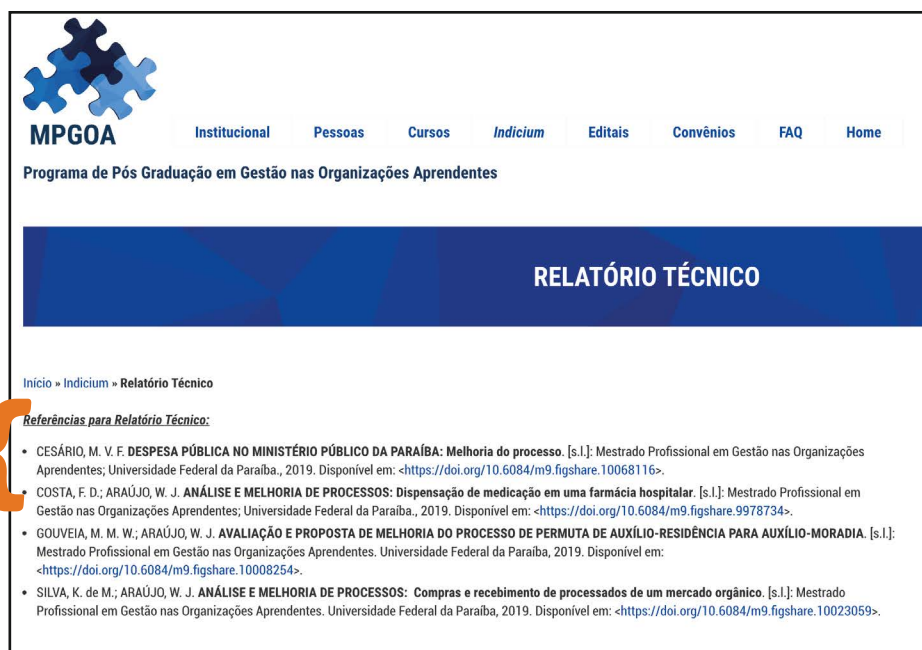 MPGOA
Institucional Pessoas Cursos Indicium Editais Convênios FAQ Home
Programa de Pós Graduação em Gestão nas Organizações Aprendentes
RELATÓRIO TÉCNICO
Início » Indicium » Relatório Técnico
Referências para Relatório Técnico:
• CESÁRIO, M. V. F. DESPESA PÚBLICA NO MINISTÉRIO PÚBLICO DA PARAÍBA: Melhoria do processo. [s.l.]: Mestrado Profissional em Gestão nas Organizações
Aprendentes; Universidade Federal da Paraíba., 2019. Disponível em: <https://doi.org/10.6084/m9.figshare.10068116>.
• COSTA, F. D.; ARAÚJO, W. J. ANÁLISE E MELHORIA DE PROCESSOS: Dispensação de medicação em uma farmácia hospitalar. [s.l.]: Mestrado Profissional em
Gestão nas Organizações Aprendentes; Universidade Federal da Paraíba., 2019. Disponível em: <https://doi.org/10.6084/m9.figshare.9978734>.
• GOUVEIA, M. M. W.; ARAÚJO, W. J. AVALIAÇÃO E PROPOSTA DE MELHORIA DO PROCESSO DE PERMUTA DE AUXÍLIO-RESIDÊNCIA PARA AUXÍLIO-MORADIA. [s.l.]:
Mestrado Profissional em Gestão nas Organizações Aprendentes. Universidade Federal da Paraíba, 2019. Disponível em:
<https://doi.org/10.6084/m9.figshare.10008254>.
• SILVA, K. de M.; ARAÚJO, W. J. ANÁLISE E MELHORIA DE PROCESSOS: Compras e recebimento de processados de um mercado orgânico. [s.l.]: Mestrado
Profissional em Gestão nas Organizações Aprendentes. Universidade Federal da Paraíba, 2019. Disponível em: <https://doi.org/10.6084/m9.figshare.10023059>.